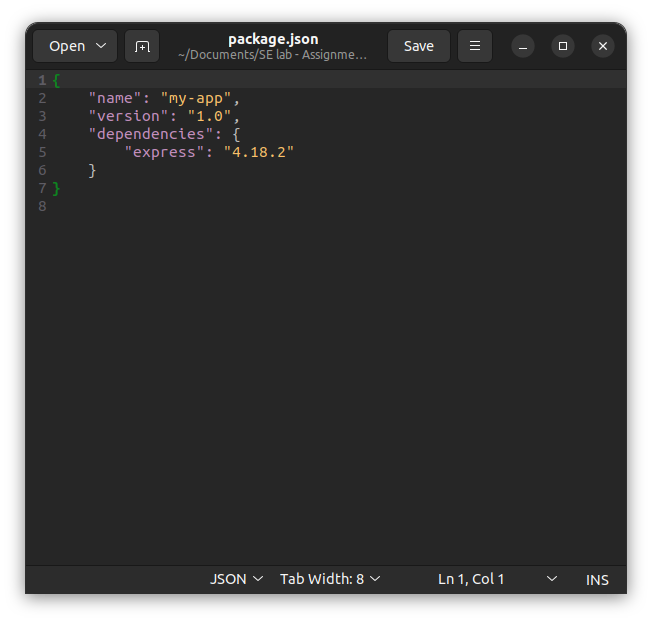 Open
package.json
~/Documents/SE lab - Assignme...
Save
1 {
2     "name": "my-app",
3     "version": "1.0",
4     "dependencies": {
5         "express": "4.18.2"
6     }
7 }
8
JSON
Tab Width: 8
Ln 1, Col 1
INS